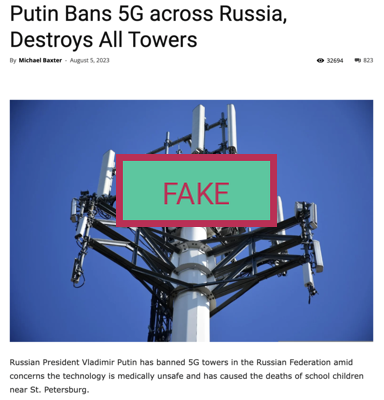 Putin Bans 5G across Russia,
Destroys All Towers
By Michael Baxter - August 5, 2023 32694 823
FAKE
Russian President Vladimir Putin has banned 5G towers in the Russian Federation amid
concerns the technology is medically unsafe and has caused the deaths of school children
near St. Petersburg.